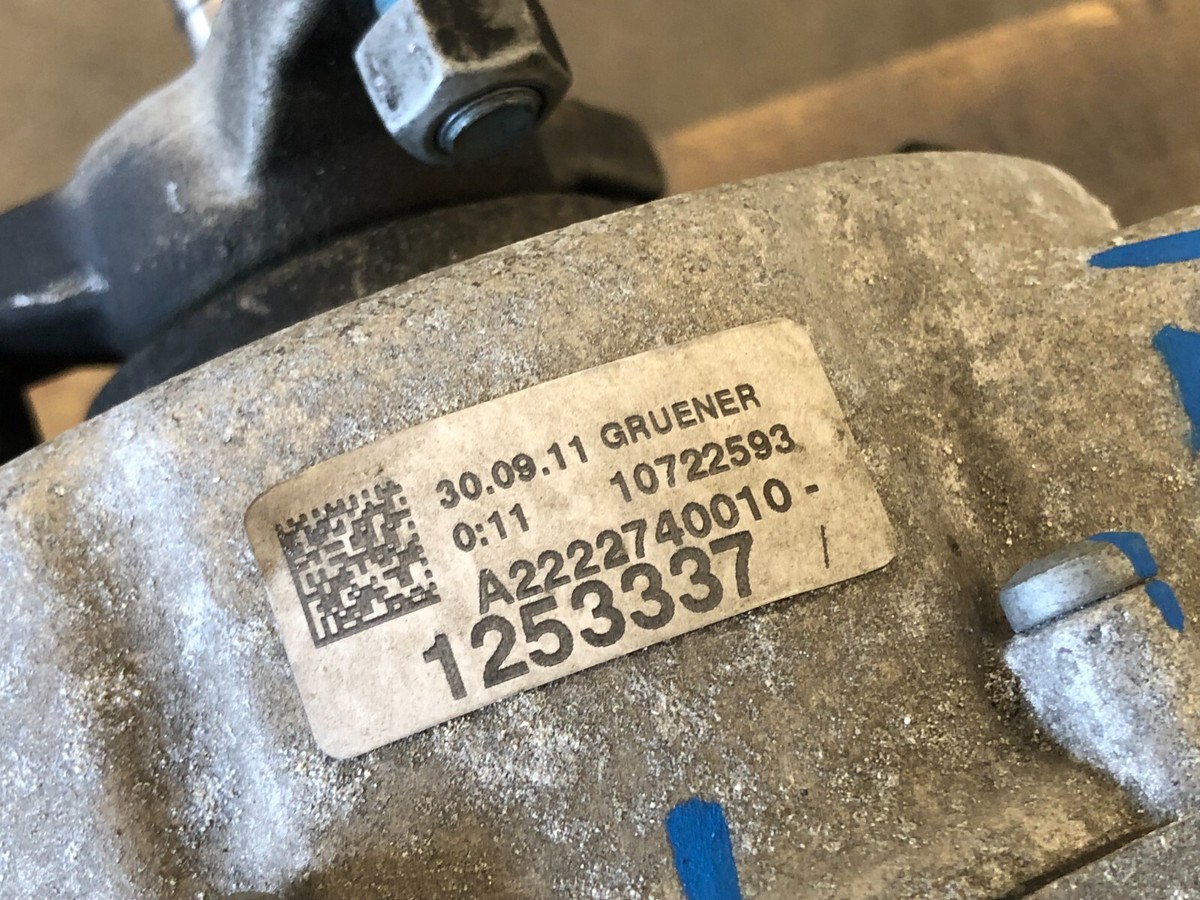 30.09.11 GRUENER
0:11 10722593
A2222740010 -
1253337 /